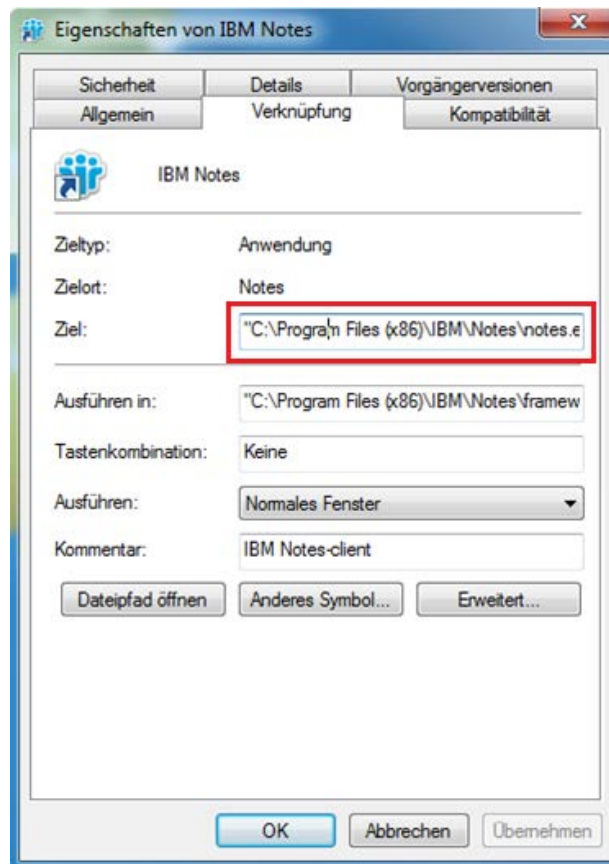 Eigenschaften von IBM Notes
Sicherheit Details Vorgängerversionen
Allgemein Verknüpfung Kompatibilität
IBM Notes
Zieltyp: Anwendung
Zielort: Notes
Ziel: "C:\Program Files (x86)\IBM\Notes\notes.e
Ausführen in: "C:\Program Files (x86)\IBM\Notes\framew
Tastenkombination: Keine
Ausführen: Normales Fenster
Kommentar: IBM Notes-client
Dateipfad öffnen Anderes Symbol... Erweitert...
OK Abbrechen Übernehmen